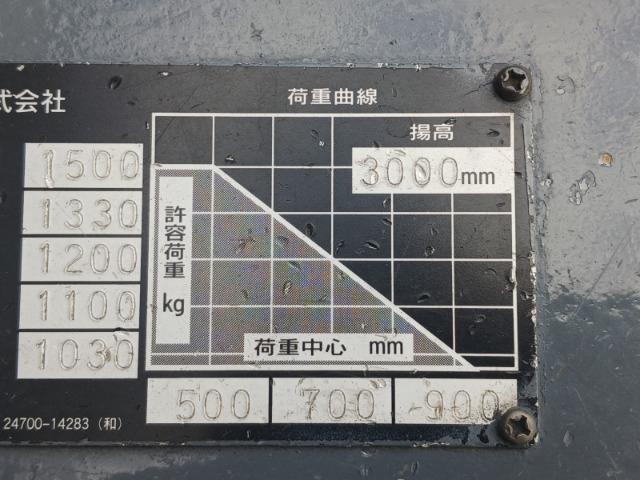 式会社
荷重曲線
揚高
3000mm
1500
1330
1200
1100
1030
許容荷重
kg
荷重中心 mm
500 700 900
24700-14283 (和)